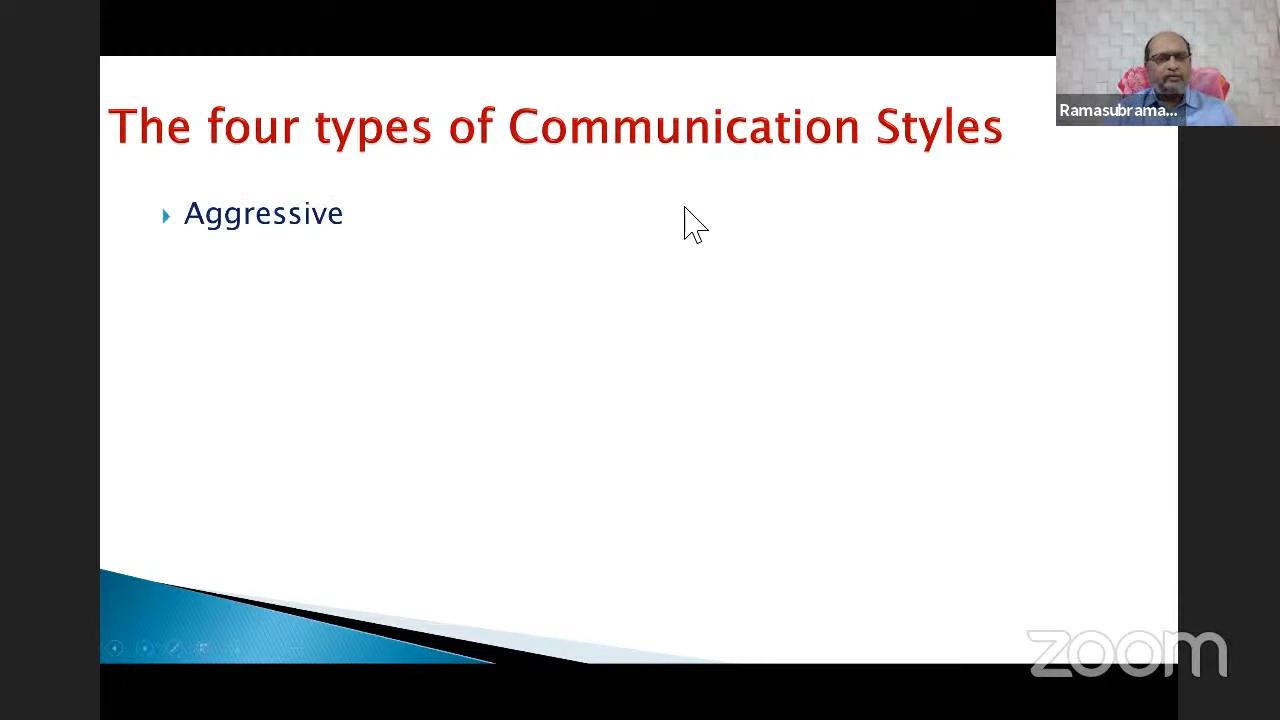 The four types of Communication Styles
Aggressive
Ramasubrama...
zoom